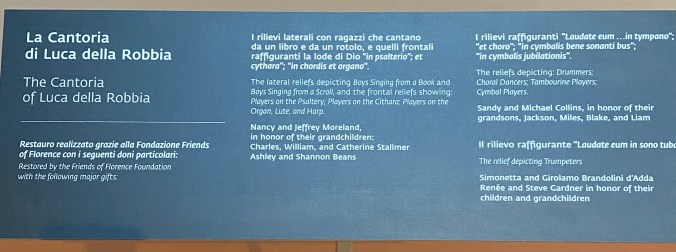 La Cantoria
di Luca della Robbia
The Cantoria
of Luca della Robbia
Restauro realizzato grazie alla Fondazione Friends
of Florence con i seguenti doni particolari:
Restored by the Friends of Florence Foundation
with the following major gifts:
I rilievi laterali con ragazzi che cantano
da un libro e da un rotolo, e quelli frontali
raffiguranti la lode di Dio "in psalterio"; et
cythara"; "in chordis et organo".
The lateral reliefs depicting Boys Singing from a Book and
Boys Singing from a Scroll, and the frontal reliefs showing:
Players on the Psaltery; Players on the Cithara; Players on the
Organ, Lute, and Harp.
Nancy and Jeffrey Moreland,
in honor of their grandchildren:
Charles, William, and Catherine Stallmer
Ashley and Shannon Beans
I rilievi raffiguranti "Laudate eum ...in tympano";
"et choro"; "in cymbalis bene sonanti bus";
"in cymbalis jubilationis".
The reliefs depicting: Drummers;
Choral Dancers; Tambourine Players;
Cymbal Players.
Sandy and Michael Collins, in honor of their
grandsons, Jackson, Miles, Blake, and Liam
Il rilievo raffigurante "Laudate eum in sono tuba
The relief depicting Trumpeters
Simonetta and Girolamo Brandolini d'Adda
Renée and Steve Gardner in honor of their
children and grandchildren